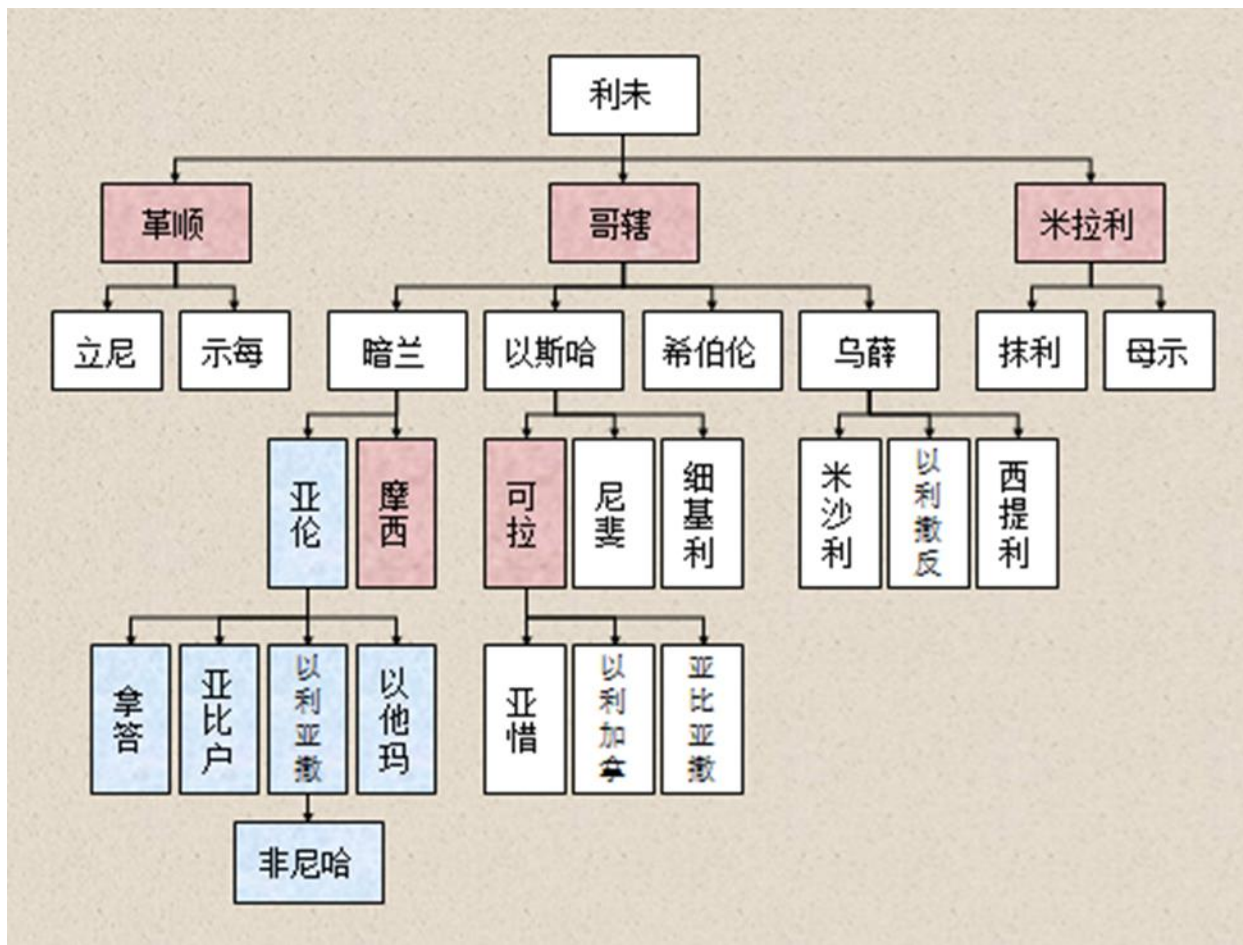 利未
革顺
哥辖
米拉利
立尼
示每
暗兰
以斯哈
希伯伦
乌薛
抹利
母示
亚伦
摩西
可拉
尼斐
细基利
米沙利
以利撒反
西提利
拿答
亚比户
以利亚撒
以他玛
亚惜
以利加拿
亚比亚撒
非尼哈